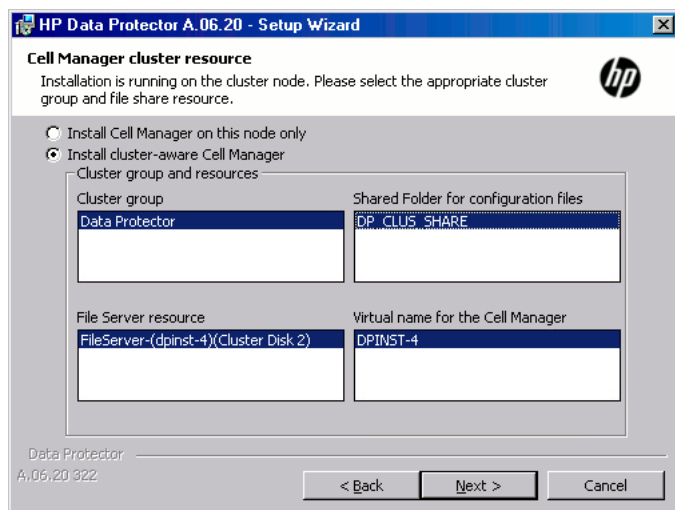 HP Data Protector A.06.20 - Setup Wizard
Cell Manager cluster resource
Installation is running on the cluster node. Please select the appropriate cluster
group and file share resource.
hp
Install Cell Manager on this node only
Install cluster-aware Cell Manager
Cluster group and resources
Cluster group
Shared Folder for configuration files
Data Protector
DP_CLUS_SHARE
File Server resource
Virtual name for the Cell Manager
FileServer-(dpinst-4)(Cluster Disk 2)
DPINST-4
Data Protector
A.06.20 322
< Back
Next >
Cancel